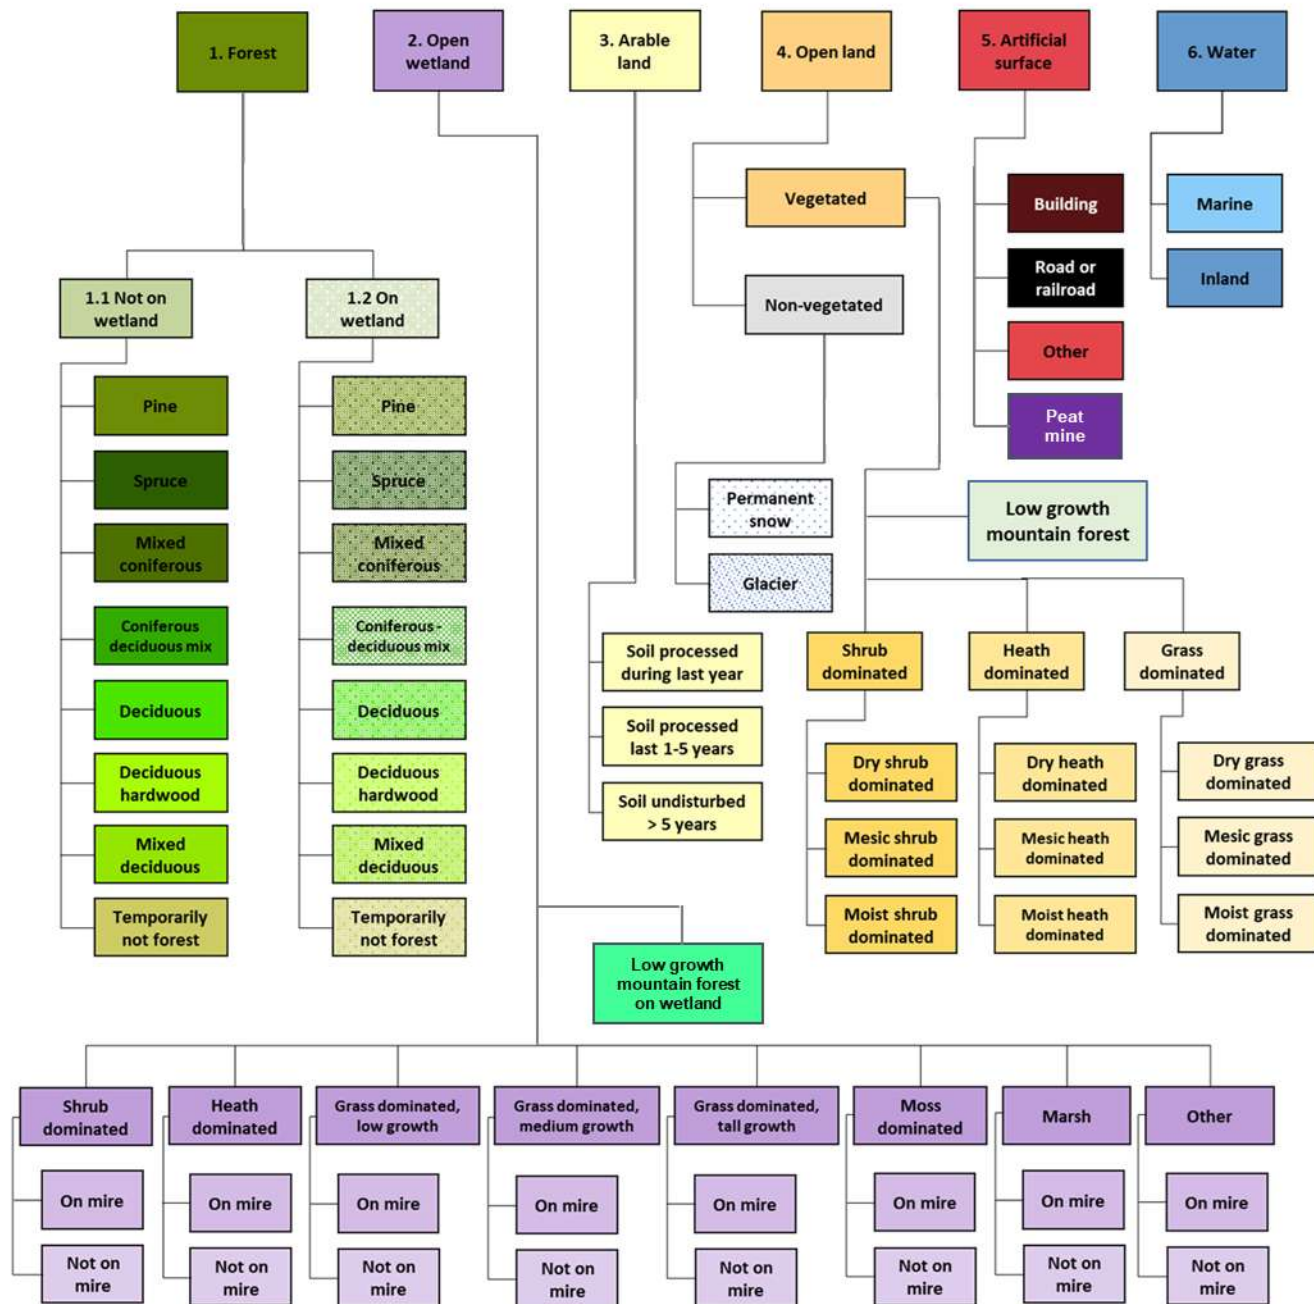 1. Forest
2. Open
wetland
3. Arable
land
4. Open land
5. Artificial
surface
6. Water
Vegetated
Non-vegetated
Building
Road or
railroad
Other
Peat
mine
Marine
Inland
1.1 Not on
wetland
1.2 On
wetland
Pine
Spruce
Mixed
coniferous
Coniferous
deciduous mix
Deciduous
Deciduous
hardwood
Mixed
deciduous
Temporarily
not forest
Pine
Spruce
Mixed
coniferous
Coniferous -
deciduous mix
Deciduous
Deciduous
hardwood
Mixed
deciduous
Temporarily
not forest
Permanent
snow
Glacier
Low growth
mountain forest
Soil processed
during last year
Soil processed
last 1-5 years
Soil undisturbed
> 5 years
Shrub
dominated
Heath
dominated
Grass
dominated
Dry shrub
dominated
Mesic shrub
dominated
Moist shrub
dominated
Dry heath
dominated
Mesic heath
dominated
Moist heath
dominated
Dry grass
dominated
Mesic grass
dominated
Moist grass
dominated
Low growth
mountain forest
on wetland
Shrub
dominated
Heath
dominated
Grass dominated,
low growth
Grass dominated,
medium growth
Grass dominated,
tall growth
Moss
dominated
Marsh
Other
On mire
On mire
On mire
On mire
On mire
On mire
On mire
On mire
Not on
mire
Not on
mire
Not on
mire
Not on
mire
Not on
mire
Not on
mire
Not on
mire
Not on
mire